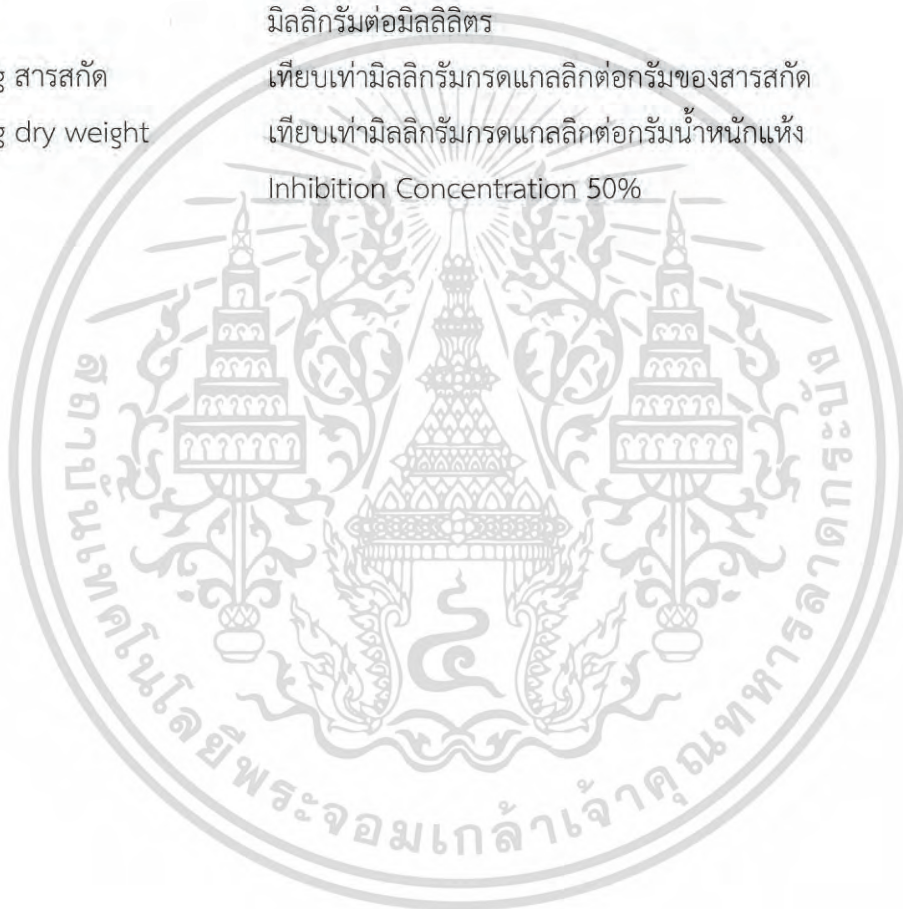 มิลลิกรัมต่อมิลลิลิตร
g สารสกัด เทียบเท่ามิลลิกรัมกรดแกลลิกต่อกรัมของสารสกัด
g dry weight เทียบเท่ามิลลิกรัมกรดแกลลิกต่อกรัมน้ำหนักแห้ง
Inhibition Concentration 50%
สถาบันเทคโนโลยีพระจอมเกล้าเจ้าคุณทหารลาดกระบัง
๔